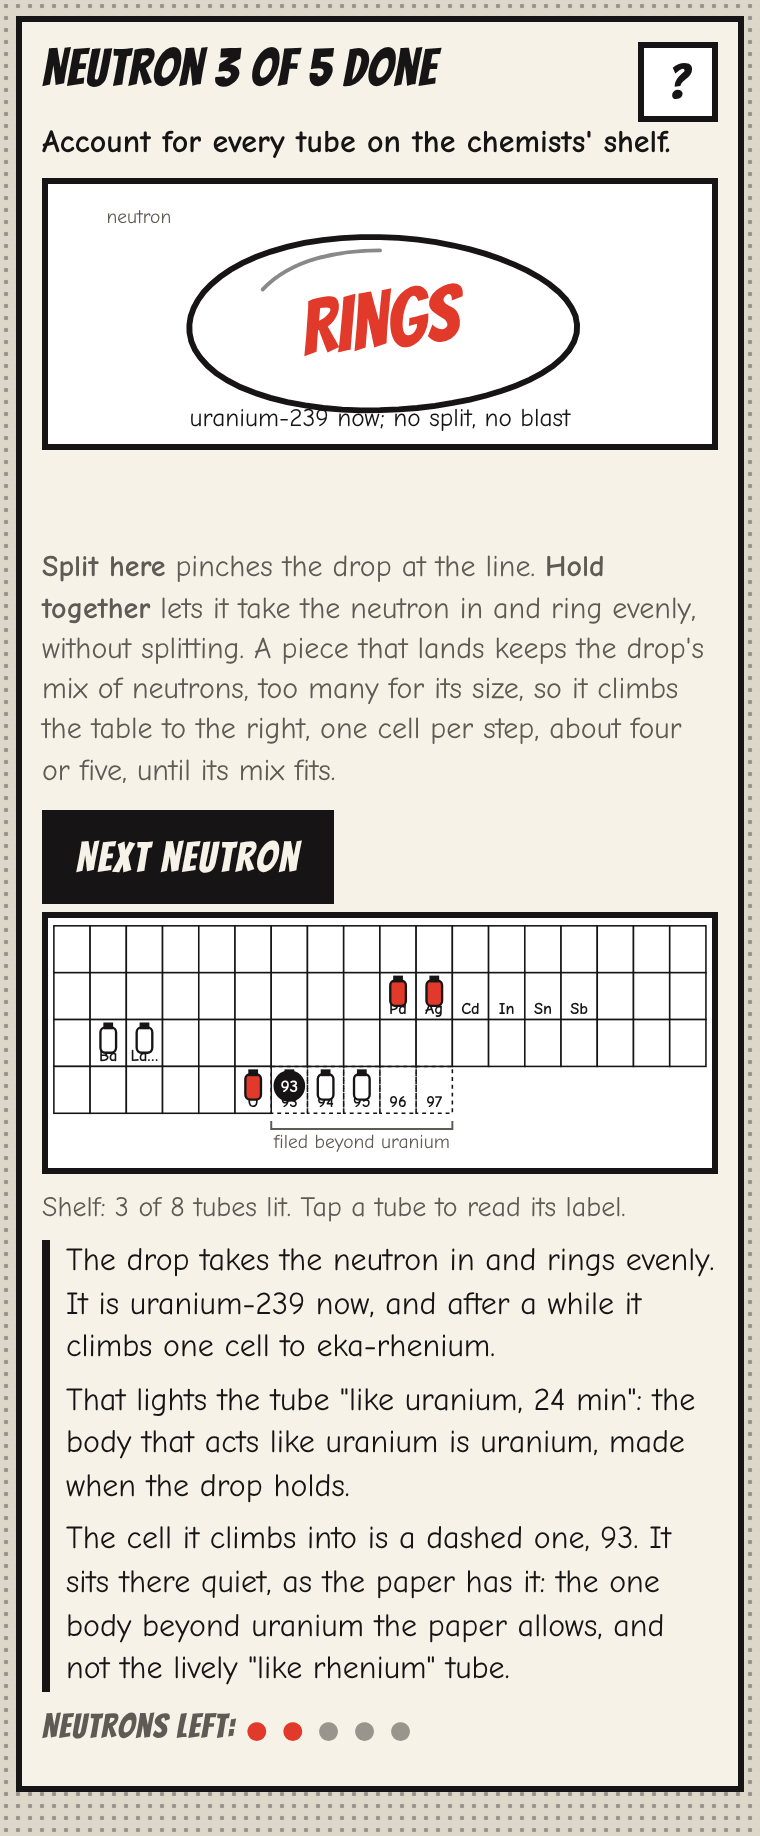 NEUTRON 3 OF 5 DONE
?
Account for every tube on the chemists' shelf.
neutron
RINGS
uranium-239 now; no split, no blast
Split here pinches the drop at the line. Hold
together lets it take the neutron in and ring evenly,
without splitting. A piece that lands keeps the drop's
mix of neutrons, too many for its size, so it climbs
the table to the right, one cell per step, about four
or five, until its mix fits.
NEXT NEUTRON
Pd Ag Cd In Sn Sb
Ba La...
93
U 93 94 95 96 97
filed beyond uranium
Shelf: 3 of 8 tubes lit. Tap a tube to read its label.
The drop takes the neutron in and rings evenly.
It is uranium-239 now, and after a while it
climbs one cell to eka-rhenium.
That lights the tube "like uranium, 24 min": the
body that acts like uranium is uranium, made
when the drop holds.
The cell it climbs into is a dashed one, 93. It
sits there quiet, as the paper has it: the one
body beyond uranium the paper allows, and
not the lively "like rhenium" tube.
NEUTRONS LEFT: